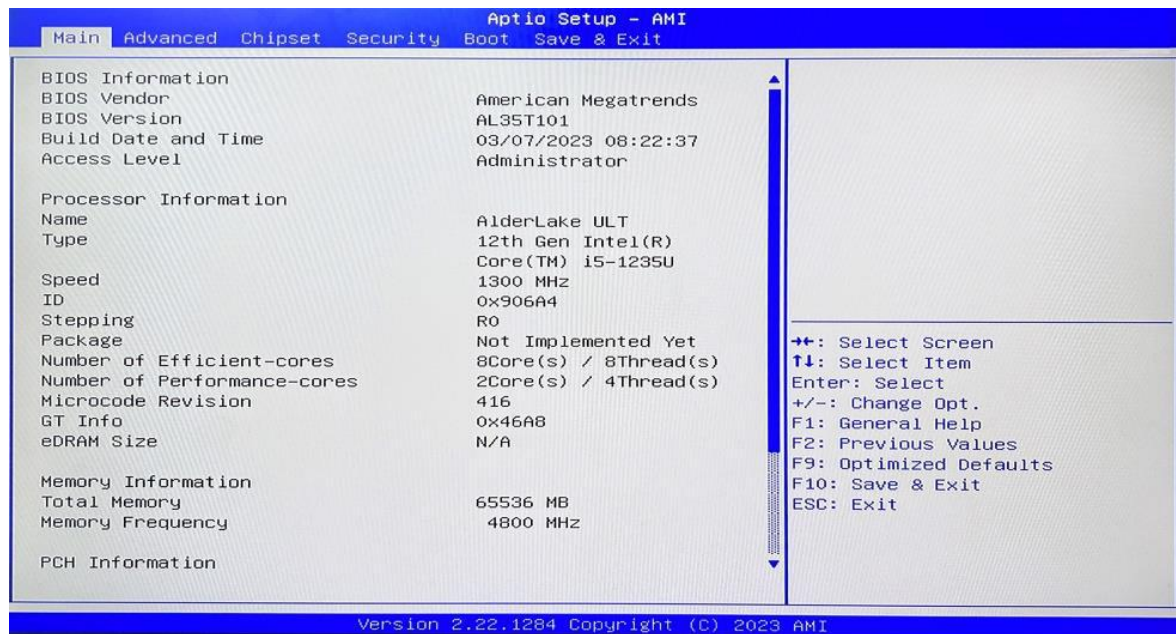 Aptio Setup – AMI
Main Advanced Chipset Security Boot Save & Exit
BIOS Information
BIOS Vendor American Megatrends
BIOS Version AL35T101
Build Date and Time 03/07/2023 08:22:37
Access Level Administrator
Processor Information
Name AlderLake ULT
Type 12th Gen Intel(R)
Core(TM) i5-1235U
Speed 1300 MHz
ID 0x906A4
Stepping R0
Package Not Implemented Yet
Number of Efficient-cores 8Core(s) / 8Thread(s)
Number of Performance-cores 2Core(s) / 4Thread(s)
Microcode Revision 416
GT Info 0x46A8
eDRAM Size N/A
Memory Information
Total Memory 65536 MB
Memory Frequency 4800 MHz
PCH Information
→←: Select Screen
↑↓: Select Item
Enter: Select
+/-: Change Opt.
F1: General Help
F2: Previous Values
F9: Optimized Defaults
F10: Save & Exit
ESC: Exit
Version 2.22.1284 Copyright (C) 2023 AMI